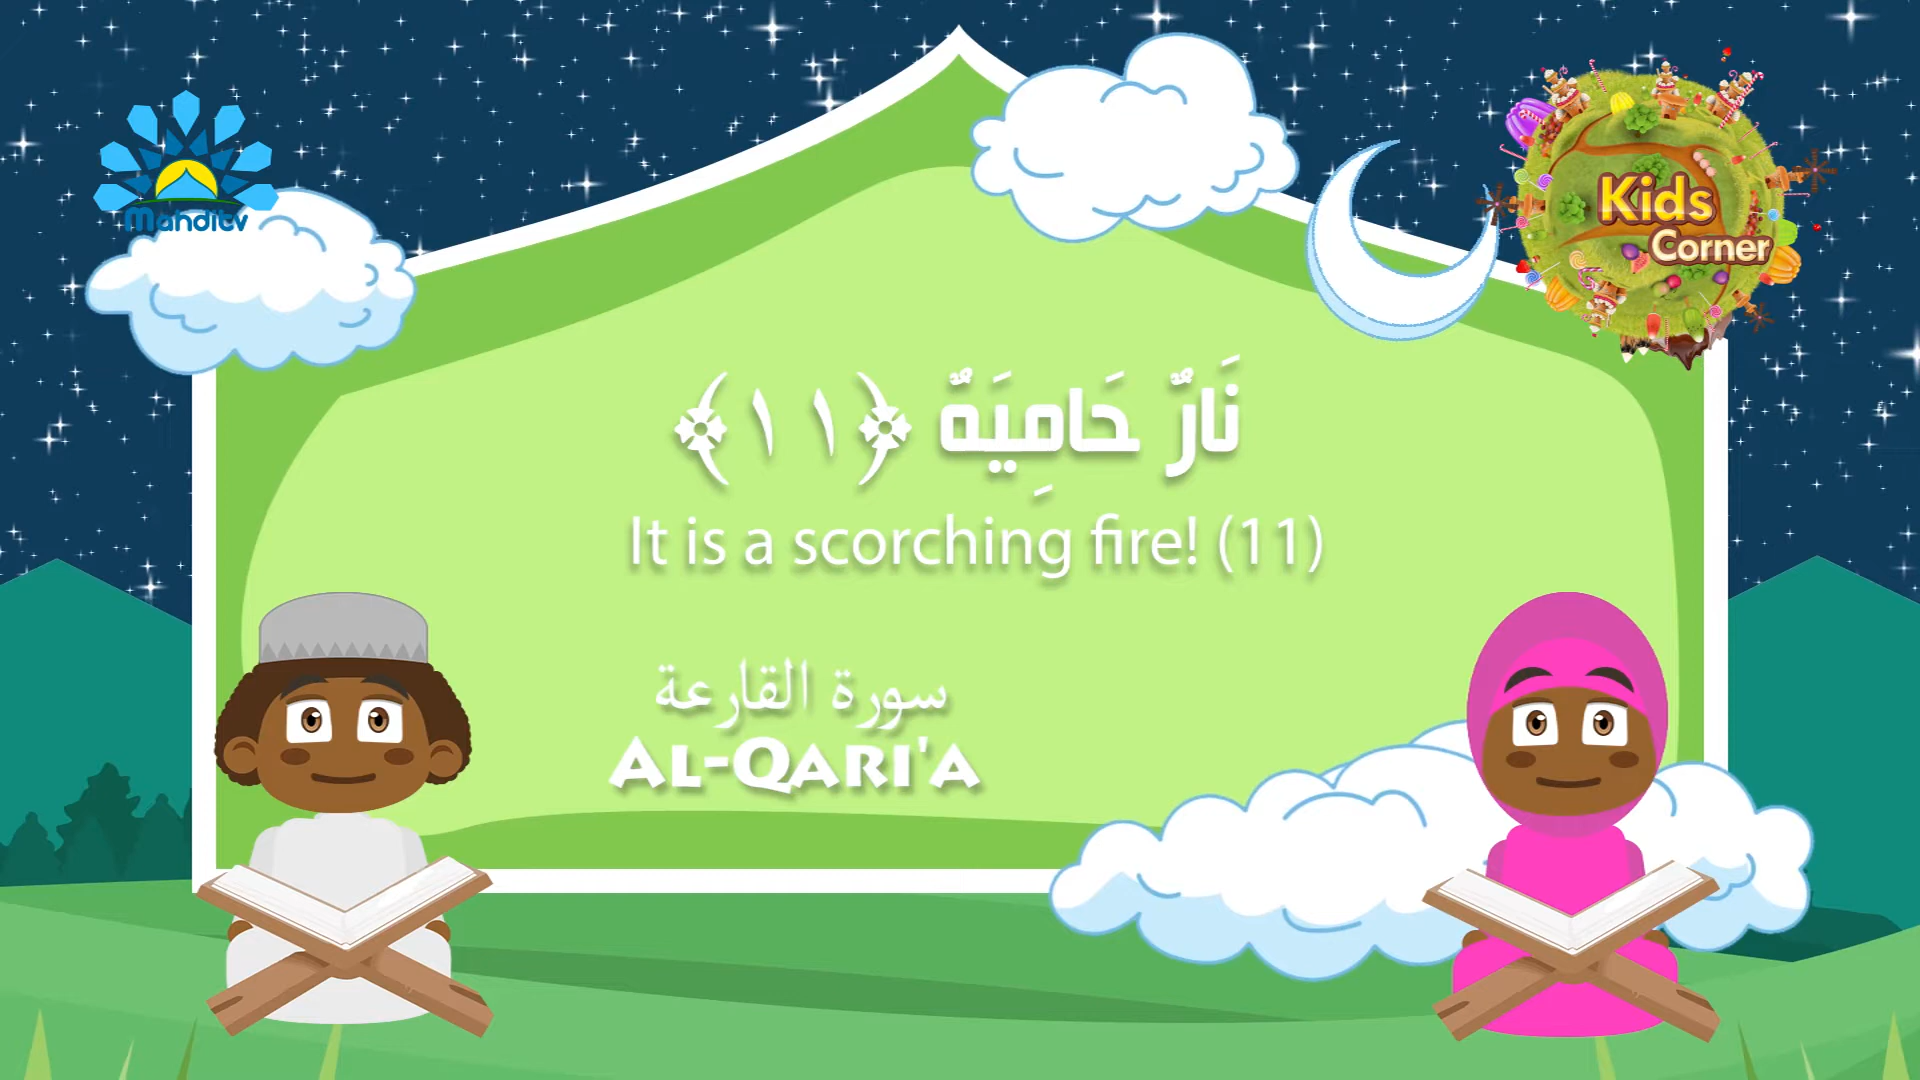 Mahditv
Kids
Corner
نَارٌ حَامِيَهٌ ﴿١١﴾
It is a scorching fire! (11)
سورة القارعة
AL-QARI'A